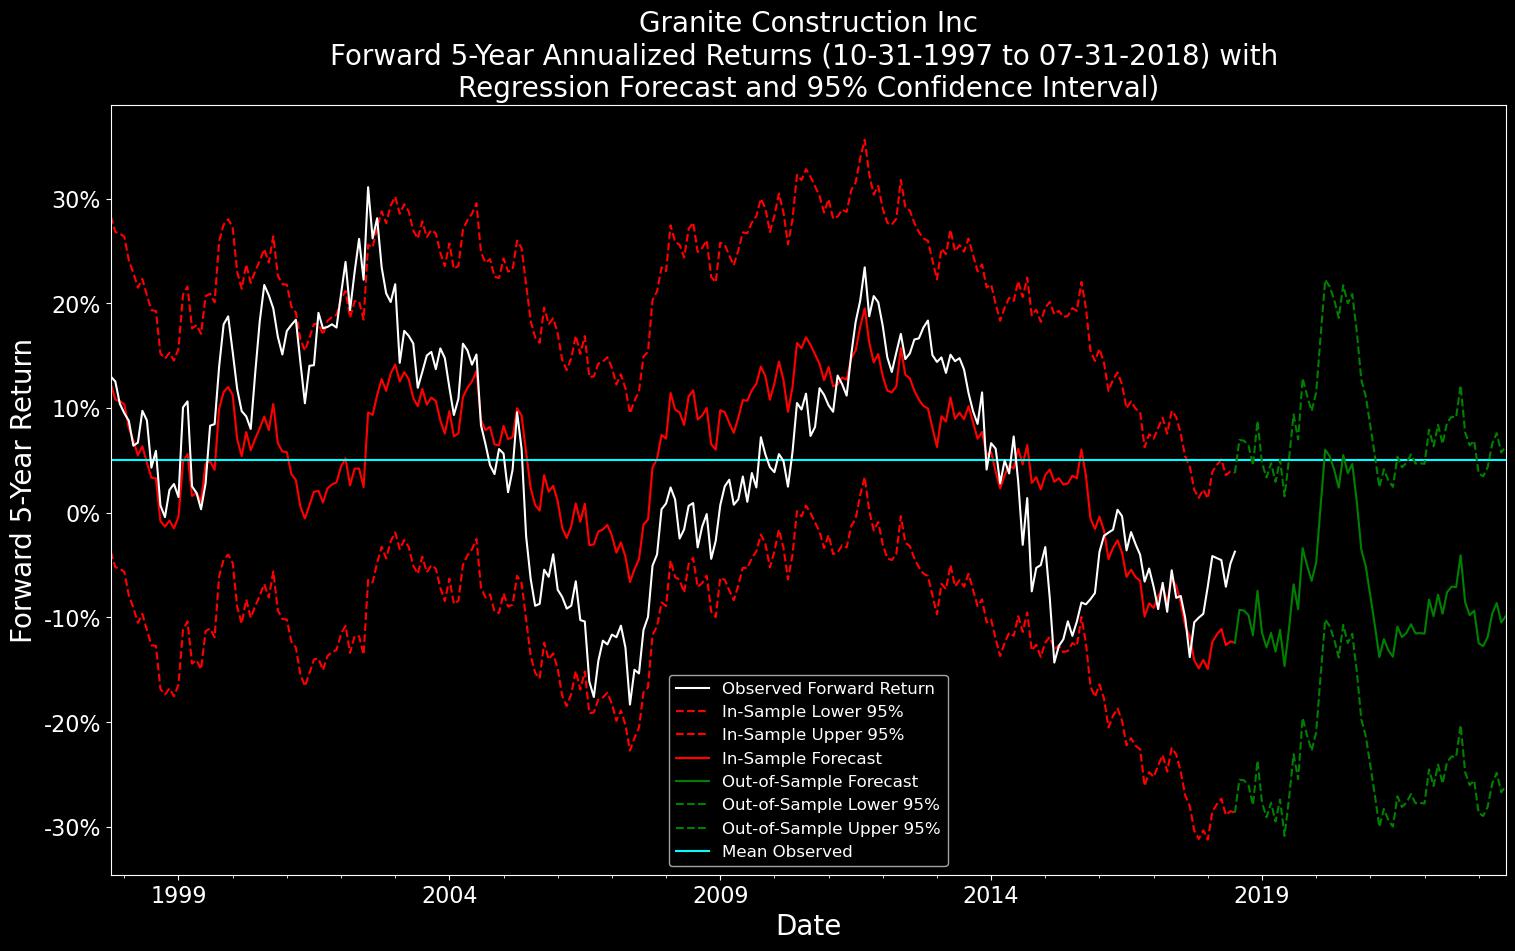 Granite Construction Inc
Forward 5-Year Annualized Returns (10-31-1997 to 07-31-2018) with
Regression Forecast and 95% Confidence Interval)
Forward 5-Year Return
30%
20%
10%
0%
-10%
-20%
-30%
Observed Forward Return
In-Sample Lower 95%
In-Sample Upper 95%
In-Sample Forecast
Out-of-Sample Forecast
Out-of-Sample Lower 95%
Out-of-Sample Upper 95%
Mean Observed
1999 2004 2009 2014 2019
Date